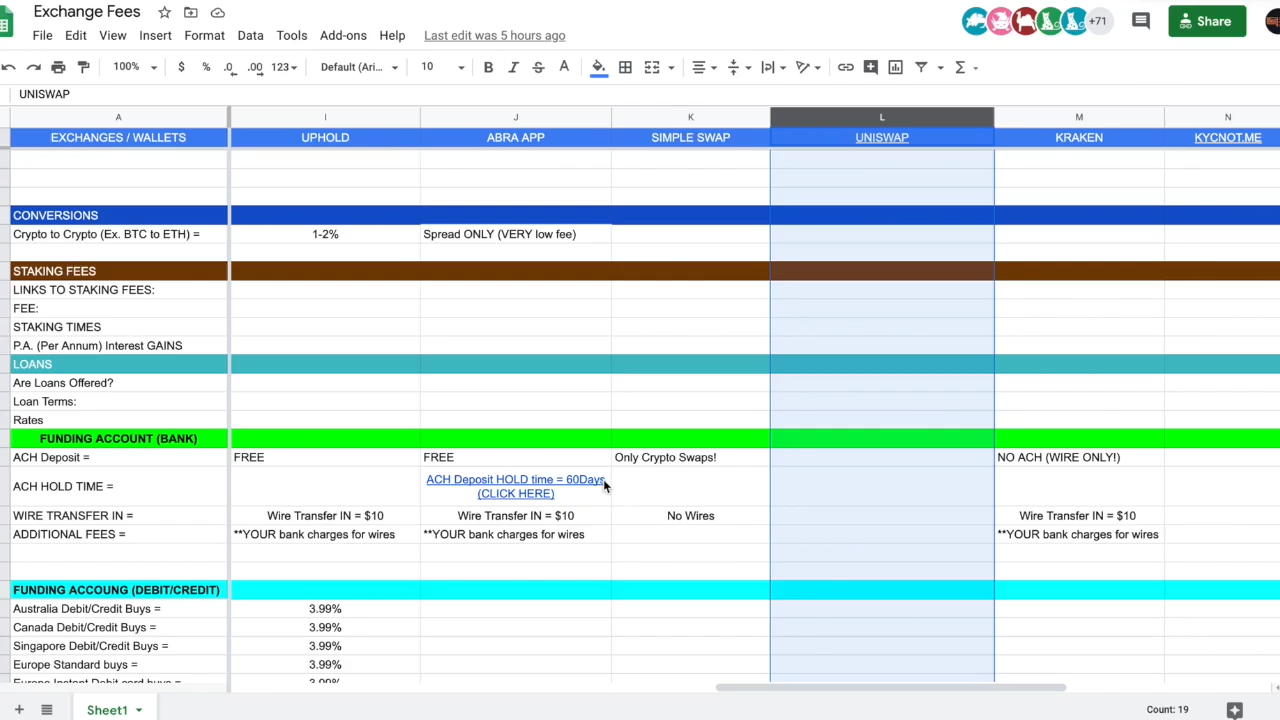 Exchange Fees
+71
Share
File Edit View Insert Format Data Tools Add-ons Help Last edit was 5 hours ago
100% $ % .0 .00 123 Default (Ari... 10 B I S A
UNISWAP
A I J K L M N
EXCHANGES / WALLETS UPHOLD ABRA APP SIMPLE SWAP UNISWAP KRAKEN KYCNOT.ME
CONVERSIONS
Crypto to Crypto (Ex. BTC to ETH) = 1-2% Spread ONLY (VERY low fee)
STAKING FEES
LINKS TO STAKING FEES:
FEE:
STAKING TIMES
P.A. (Per Annum) Interest GAINS
LOANS
Are Loans Offered?
Loan Terms:
Rates
FUNDING ACCOUNT (BANK)
ACH Deposit = FREE FREE Only Crypto Swaps! NO ACH (WIRE ONLY!)
ACH HOLD TIME = ACH Deposit HOLD time = 60Days
(CLICK HERE)
WIRE TRANSFER IN = Wire Transfer IN = $10 Wire Transfer IN = $10 No Wires Wire Transfer IN = $10
ADDITIONAL FEES = **YOUR bank charges for wires **YOUR bank charges for wires **YOUR bank charges for wires
FUNDING ACCOUNG (DEBIT/CREDIT)
Australia Debit/Credit Buys = 3.99%
Canada Debit/Credit Buys = 3.99%
Singapore Debit/Credit Buys = 3.99%
Europe Standard buys = 3.99%
Europe Instant Debit card buys = 3.99%
Sheet1 Count: 19